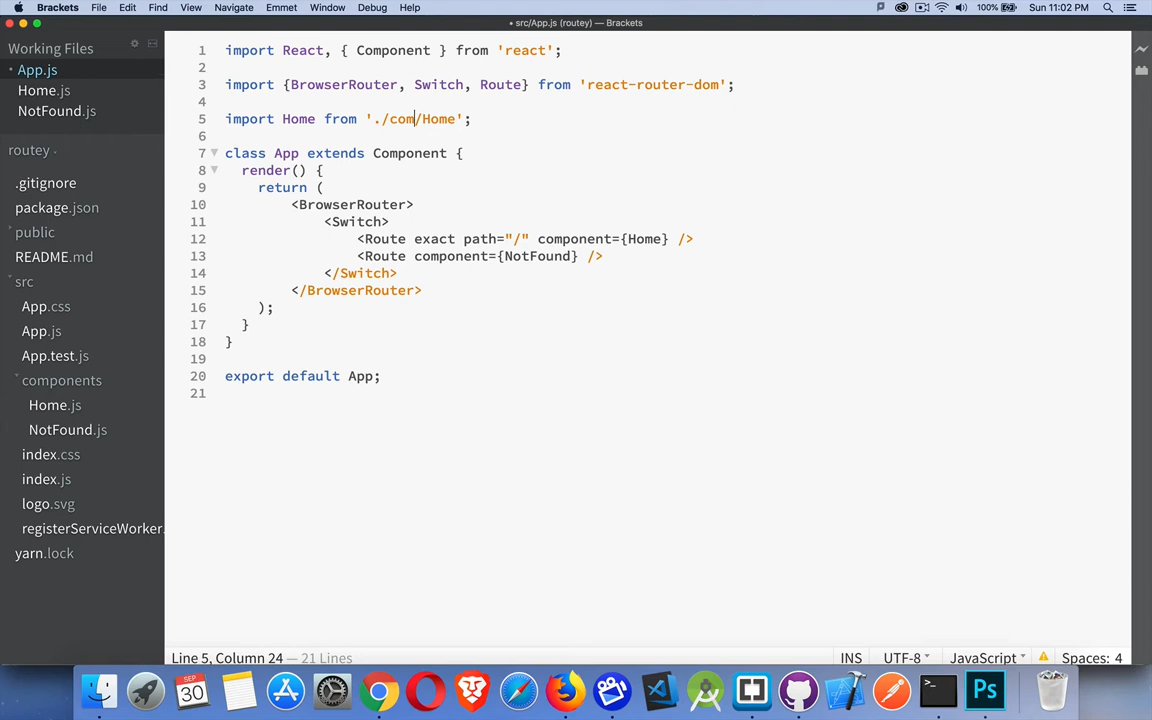 Brackets File Edit Find View Navigate Emmet Window Debug Help 100% Sun 11:02 PM
• src/App.js (routey) — Brackets
Working Files
• App.js
Home.js
NotFound.js
routey
.gitignore
package.json
public
README.md
src
App.css
App.js
App.test.js
components
Home.js
NotFound.js
index.css
index.js
logo.svg
registerServiceWorker.
yarn.lock
1 import React, { Component } from 'react';
2
3 import {BrowserRouter, Switch, Route} from 'react-router-dom';
4
5 import Home from './com/Home';
6
7 class App extends Component {
8 render() {
9 return (
10 <BrowserRouter>
11 <Switch>
12 <Route exact path="/" component={Home} />
13 <Route component={NotFound} />
14 </Switch>
15 </BrowserRouter>
16 );
17 }
18 }
19
20 export default App;
21
Line 5, Column 24 — 21 Lines INS UTF-8 JavaScript Spaces: 4
SEP
30
>_
Ps